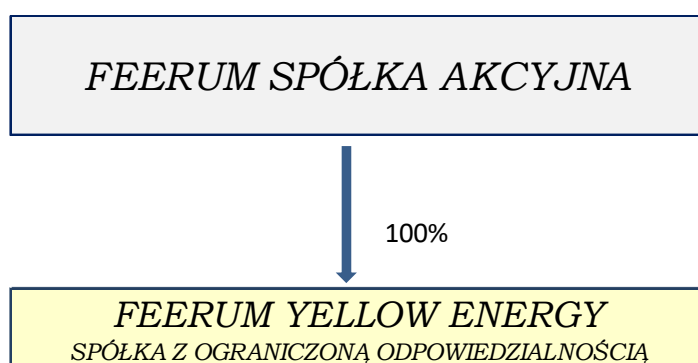 FEERUM SPÓŁKA AKCYJNA
100%
FEERUM YELLOW ENERGY
SPÓŁKA Z OGRANICZONĄ ODPOWIEDZIALNOŚCIĄ